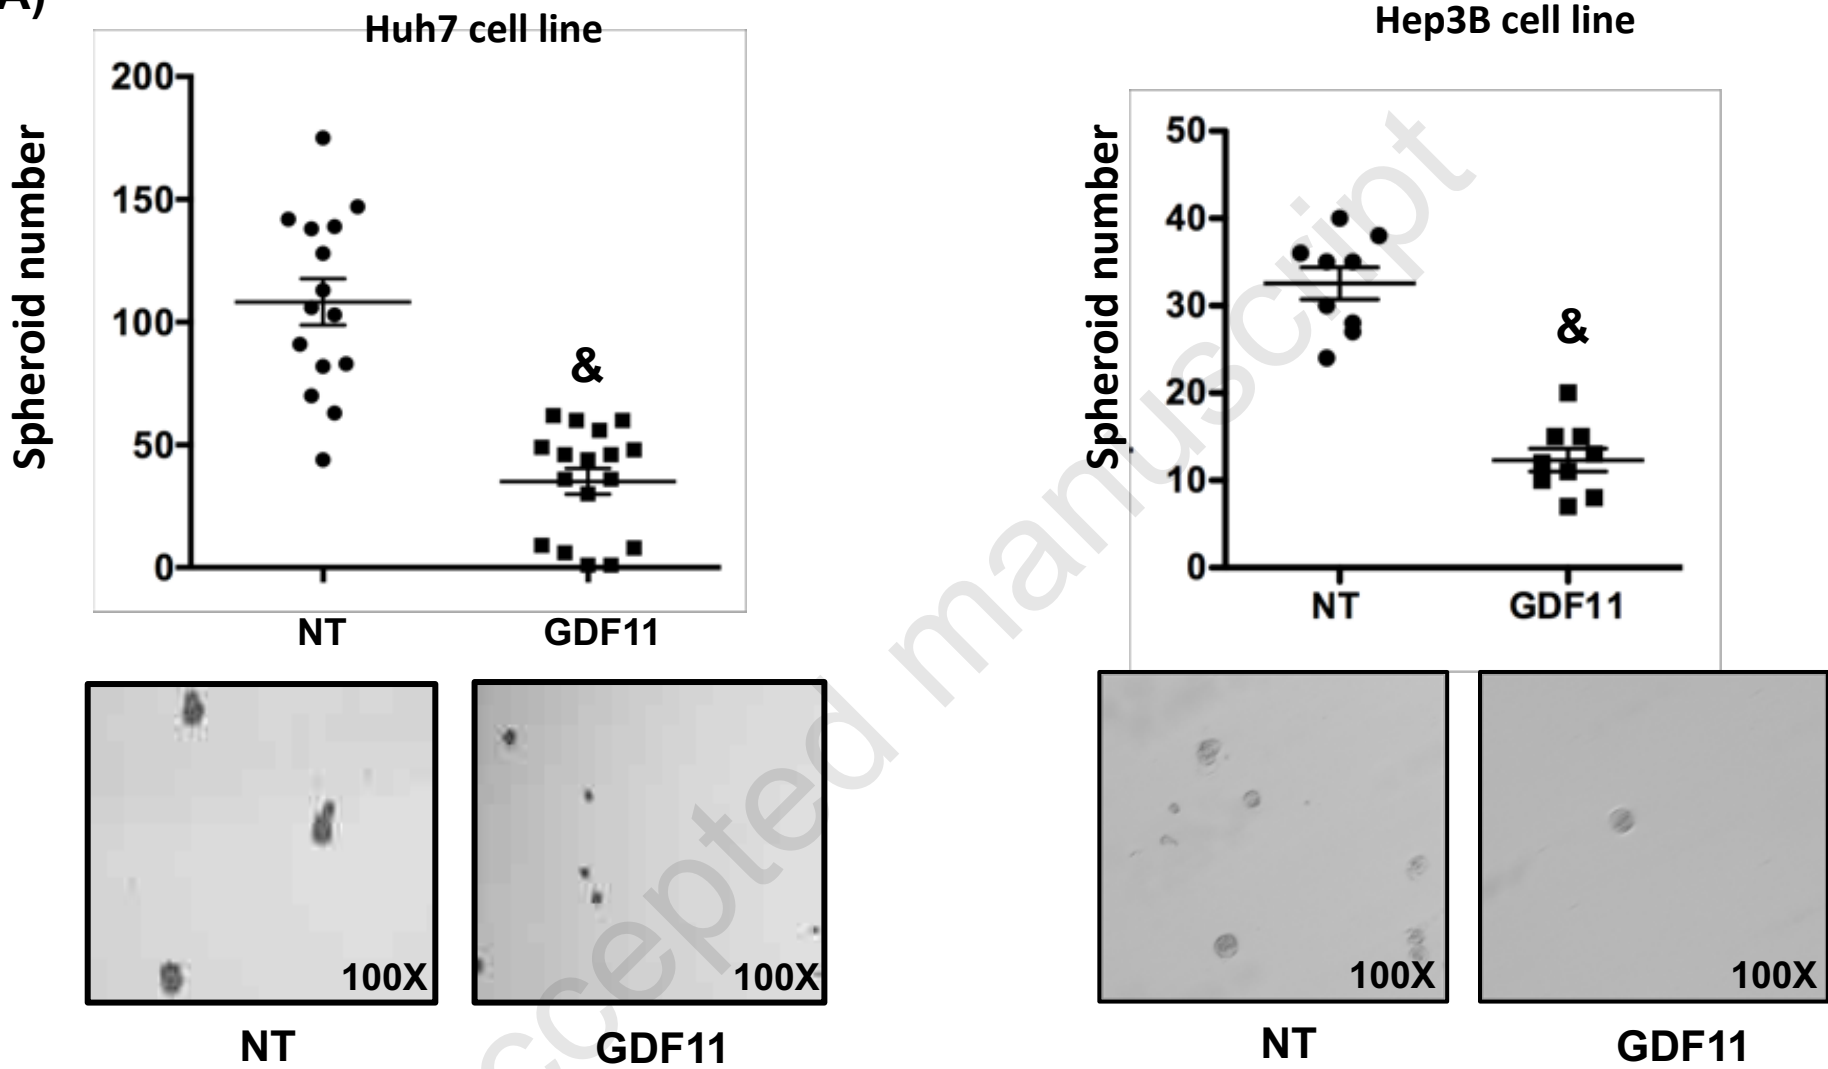 A)
Huh7 cell line
Spheroid number
200
150
100
50
0
&
NT
GDF11
100X
100X
NT
GDF11
Hep3B cell line
Spheroid number
50
40
30
20
10
0
&
NT
GDF11
100X
100X
NT
GDF11
ccepted manuscript